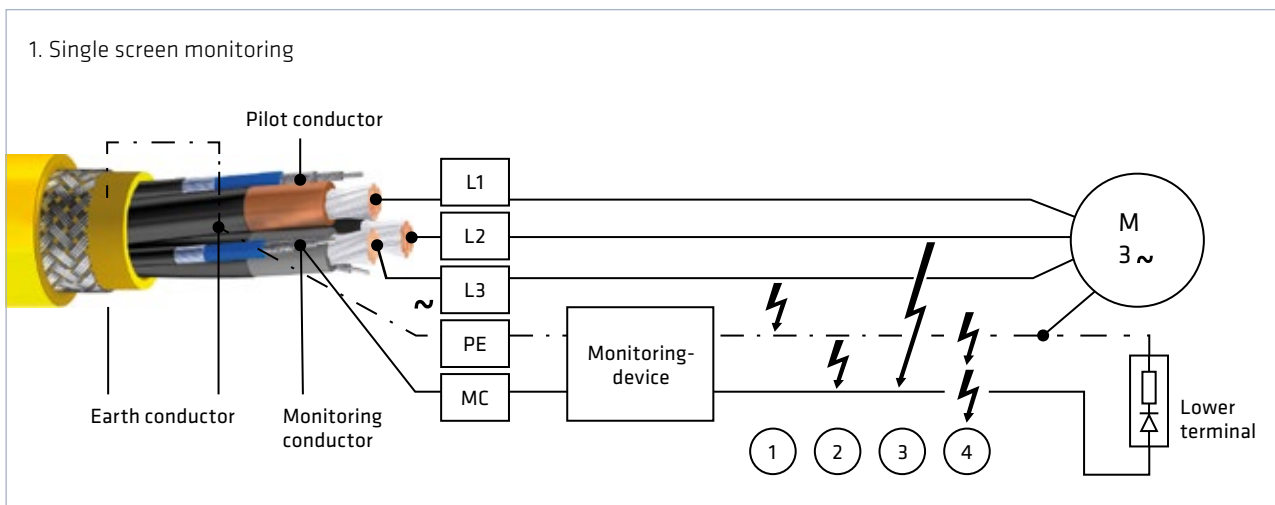 1. Single screen monitoring
Pilot conductor
L1
L2
L3
~
PE
MC
Monitoring-
device
M
3 ~
Earth conductor
Monitoring
conductor
1
2
3
4
Lower
terminal